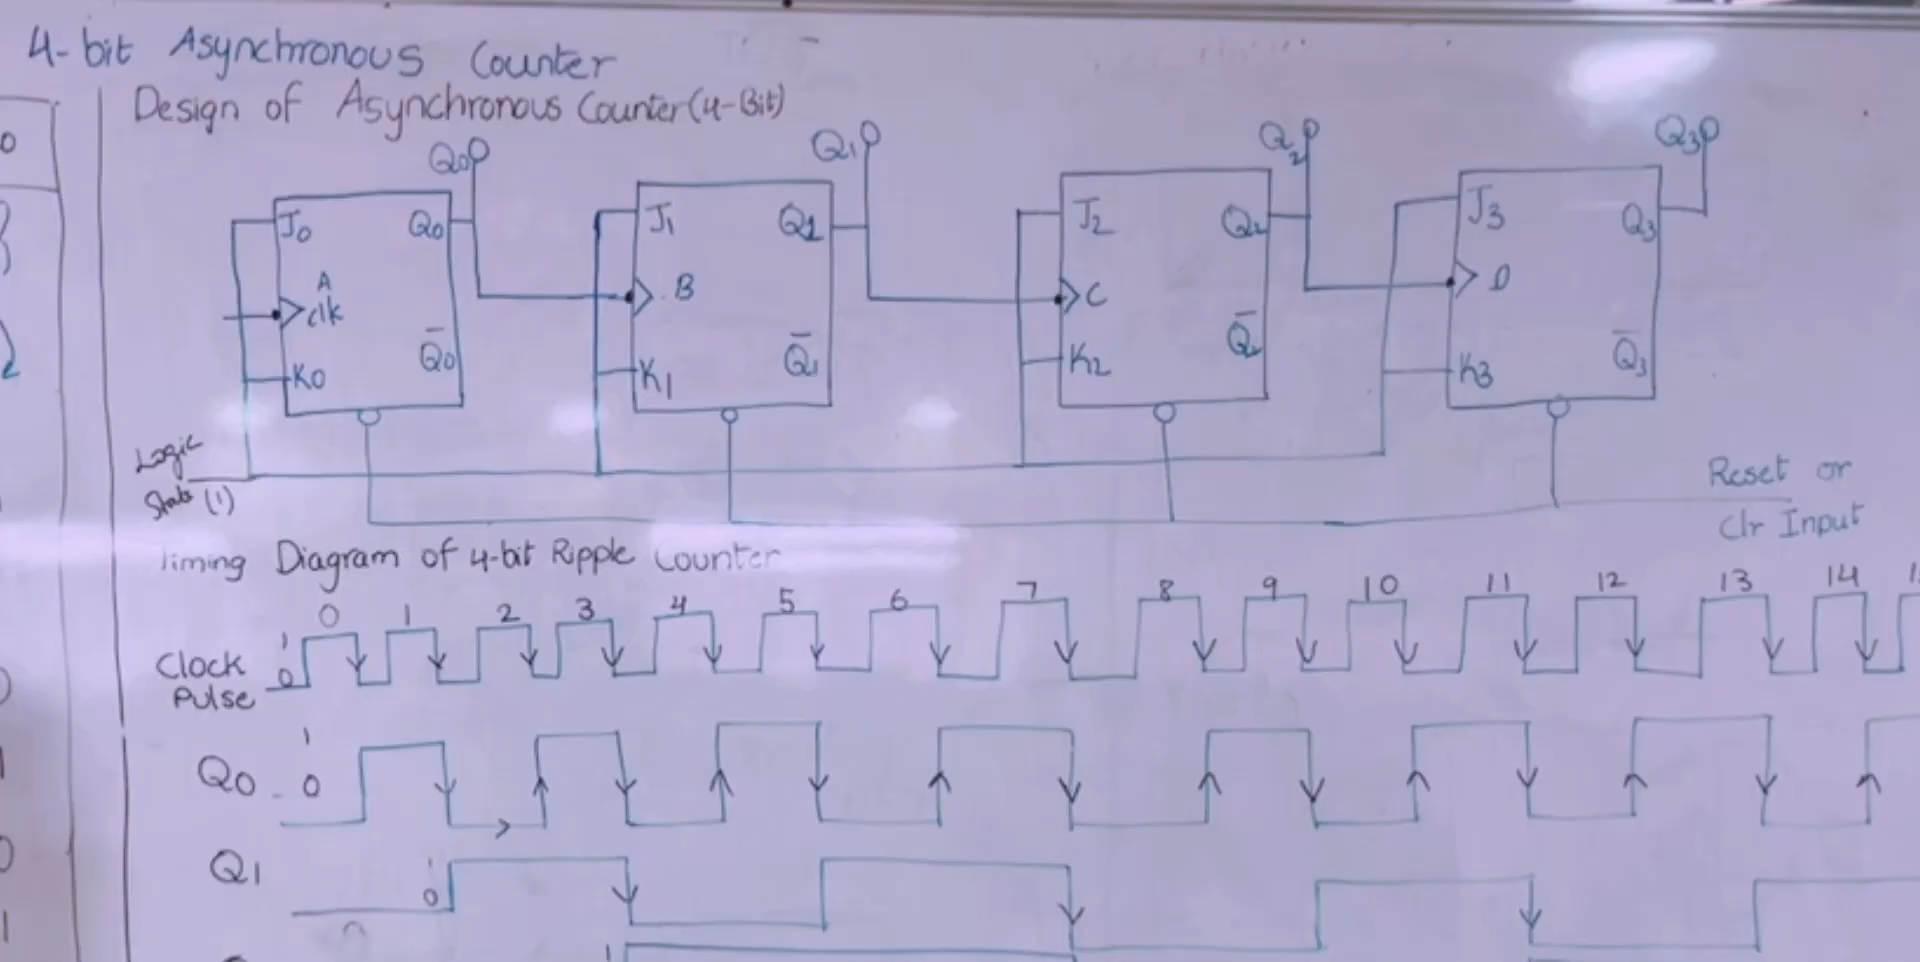 4-bit Asynchronous Counter
Design of Asynchronous Counter(4-Bit)
Q0 Q1 Q2 Q3
J0 Q0 J1 Q1 J2 Q2 J3 Q3
A
clk B C D
K0 Q̅0 K1 Q̅1 K2 Q̅2 K3 Q̅3
Logic
State (1)
Reset or
Clr Input
Timing Diagram of 4-bit Ripple Counter
0 1 2 3 4 5 6 7 8 9 10 11 12 13 14
Clock
Pulse
1
0
Q0
1
0
Q1
1
0
1